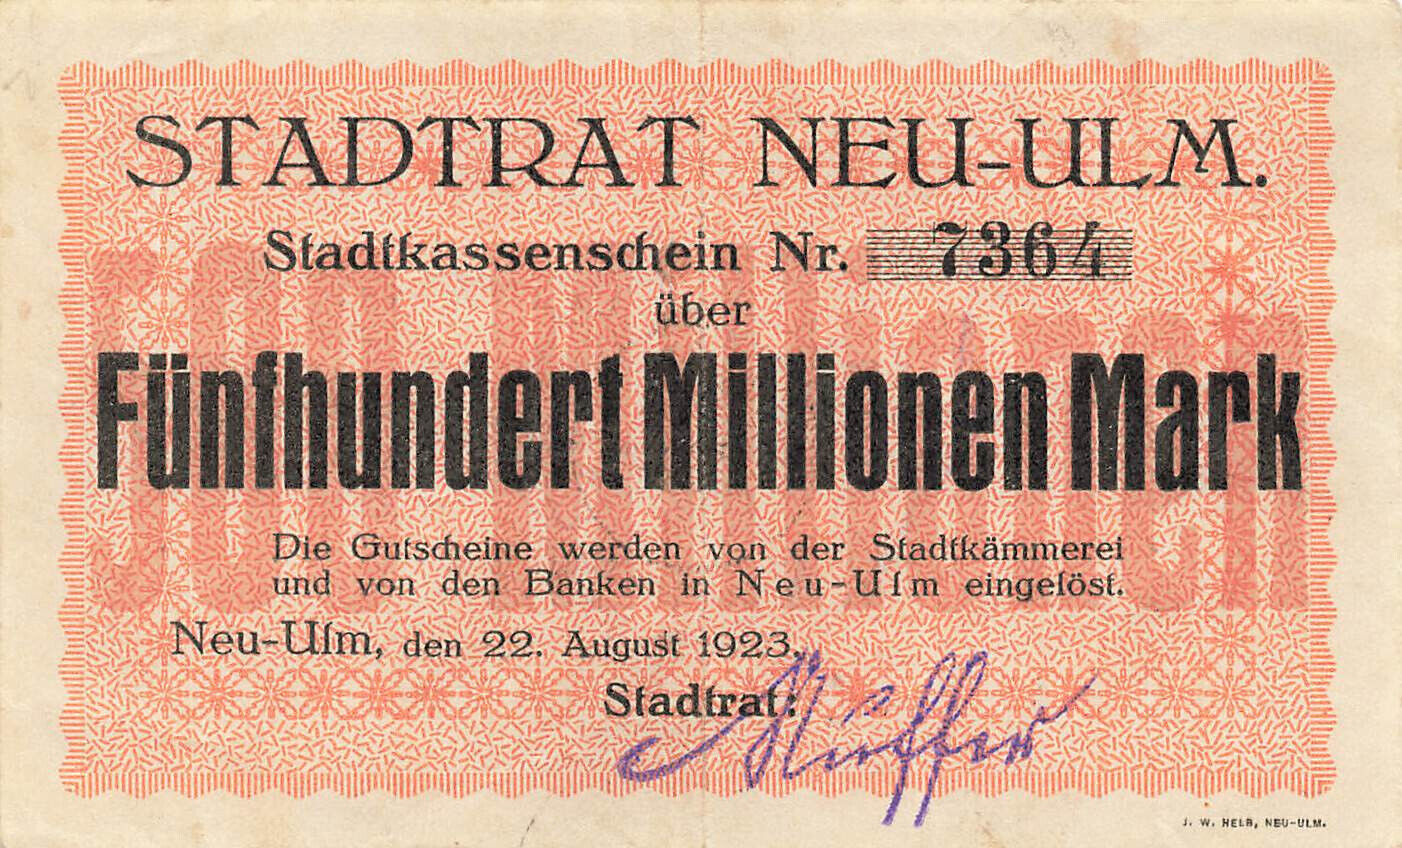 STADTRAT NEU-ULM.
Stadtkassenschein Nr. 7364
über
Fünfhundert Millionen Mark
Die Gutscheine werden von der Stadtkämmerei
und von den Banken in Neu-Ulm eingelöst.
Neu-Ulm, den 22. August 1923.
Stadtrat:
J. W. HELB, NEU-ULM.